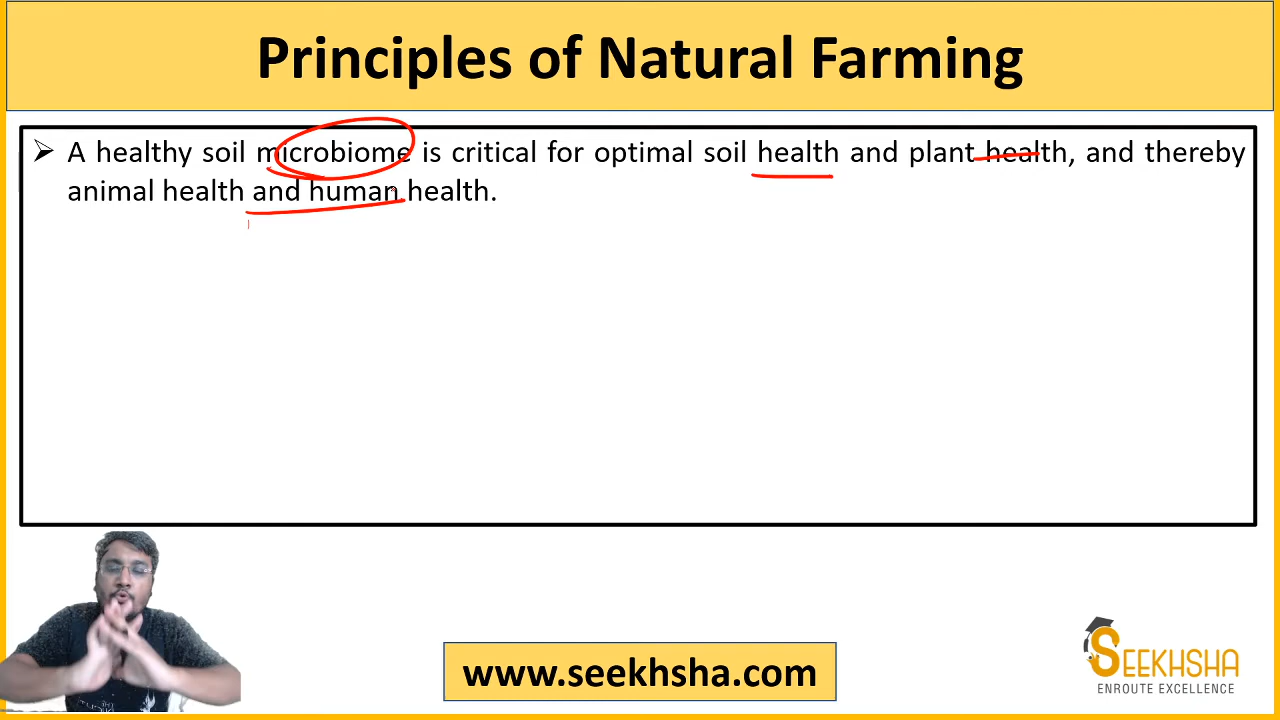 Principles of Natural Farming
➤ A healthy soil microbiome is critical for optimal soil health and plant health, and thereby
animal health and human health.
www.seekhsha.com
SEEKHSHA
ENROUTE EXCELLENCE